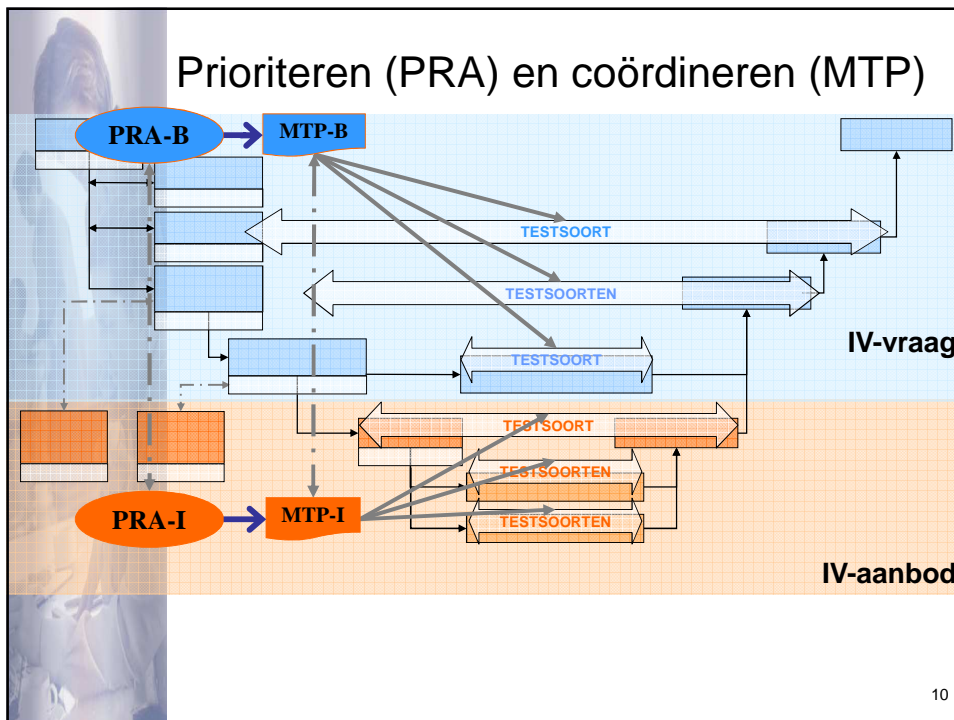 Prioriteren (PRA) en coördineren (MTP)
PRA-B
MTP-B
TESTSOORT
TESTSOORTEN
IV-vraag
TESTSOORT
TESTSOORT
TESTSOORTEN
PRA-I
MTP-I
TESTSOORTEN
IV-aanbod
10